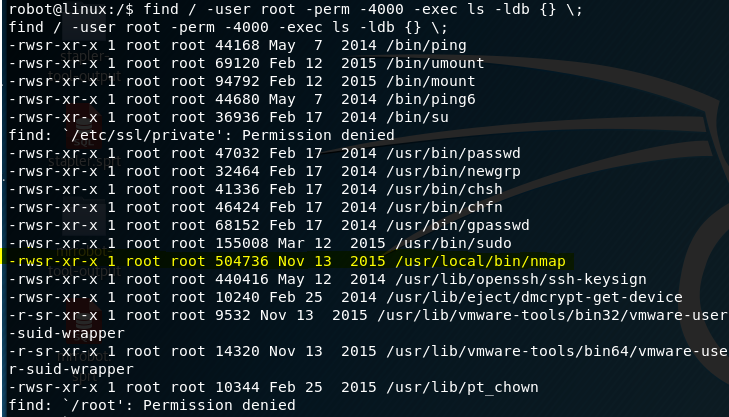 robot@linux:/$ find / -user root -perm -4000 -exec ls -ldb {} \;
find / -user root -perm -4000 -exec ls -ldb {} \;
-rwsr-xr-x 1 root root 44168 May  7  2014 /bin/ping
-rwsr-xr-x 1 root root 69120 Feb 12  2015 /bin/umount
-rwsr-xr-x 1 root root 94792 Feb 12  2015 /bin/mount
-rwsr-xr-x 1 root root 44680 May  7  2014 /bin/ping6
-rwsr-xr-x 1 root root 36936 Feb 17  2014 /bin/su
find: `/etc/ssl/private': Permission denied
-rwsr-xr-x 1 root root 47032 Feb 17  2014 /usr/bin/passwd
-rwsr-xr-x 1 root root 32464 Feb 17  2014 /usr/bin/newgrp
-rwsr-xr-x 1 root root 41336 Feb 17  2014 /usr/bin/chsh
-rwsr-xr-x 1 root root 46424 Feb 17  2014 /usr/bin/chfn
-rwsr-xr-x 1 root root 68152 Feb 17  2014 /usr/bin/gpasswd
-rwsr-xr-x 1 root root 155008 Mar 12  2015 /usr/bin/sudo
-rwsr-xr-x 1 root root 504736 Nov 13  2015 /usr/local/bin/nmap
-rwsr-xr-x 1 root root 440416 May 12  2014 /usr/lib/openssh/ssh-keysign
-rwsr-xr-x 1 root root 10240 Feb 25  2014 /usr/lib/eject/dmcrypt-get-device
-r-sr-xr-x 1 root root 9532 Nov 13  2015 /usr/lib/vmware-tools/bin32/vmware-user
-suid-wrapper
-r-sr-xr-x 1 root root 14320 Nov 13  2015 /usr/lib/vmware-tools/bin64/vmware-use
r-suid-wrapper
-rwsr-xr-x 1 root root 10344 Feb 25  2014 /usr/lib/pt_chown
find: `/root': Permission denied